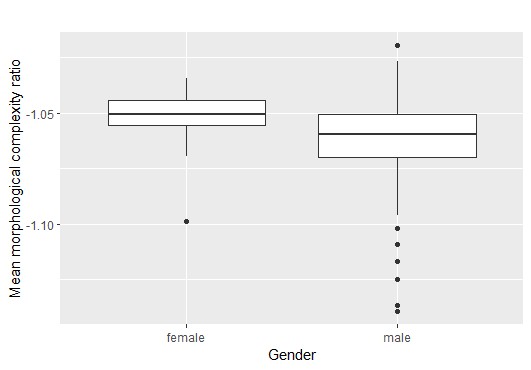 Mean morphological complexity ratio
-1.05
-1.10
female
male
Gender